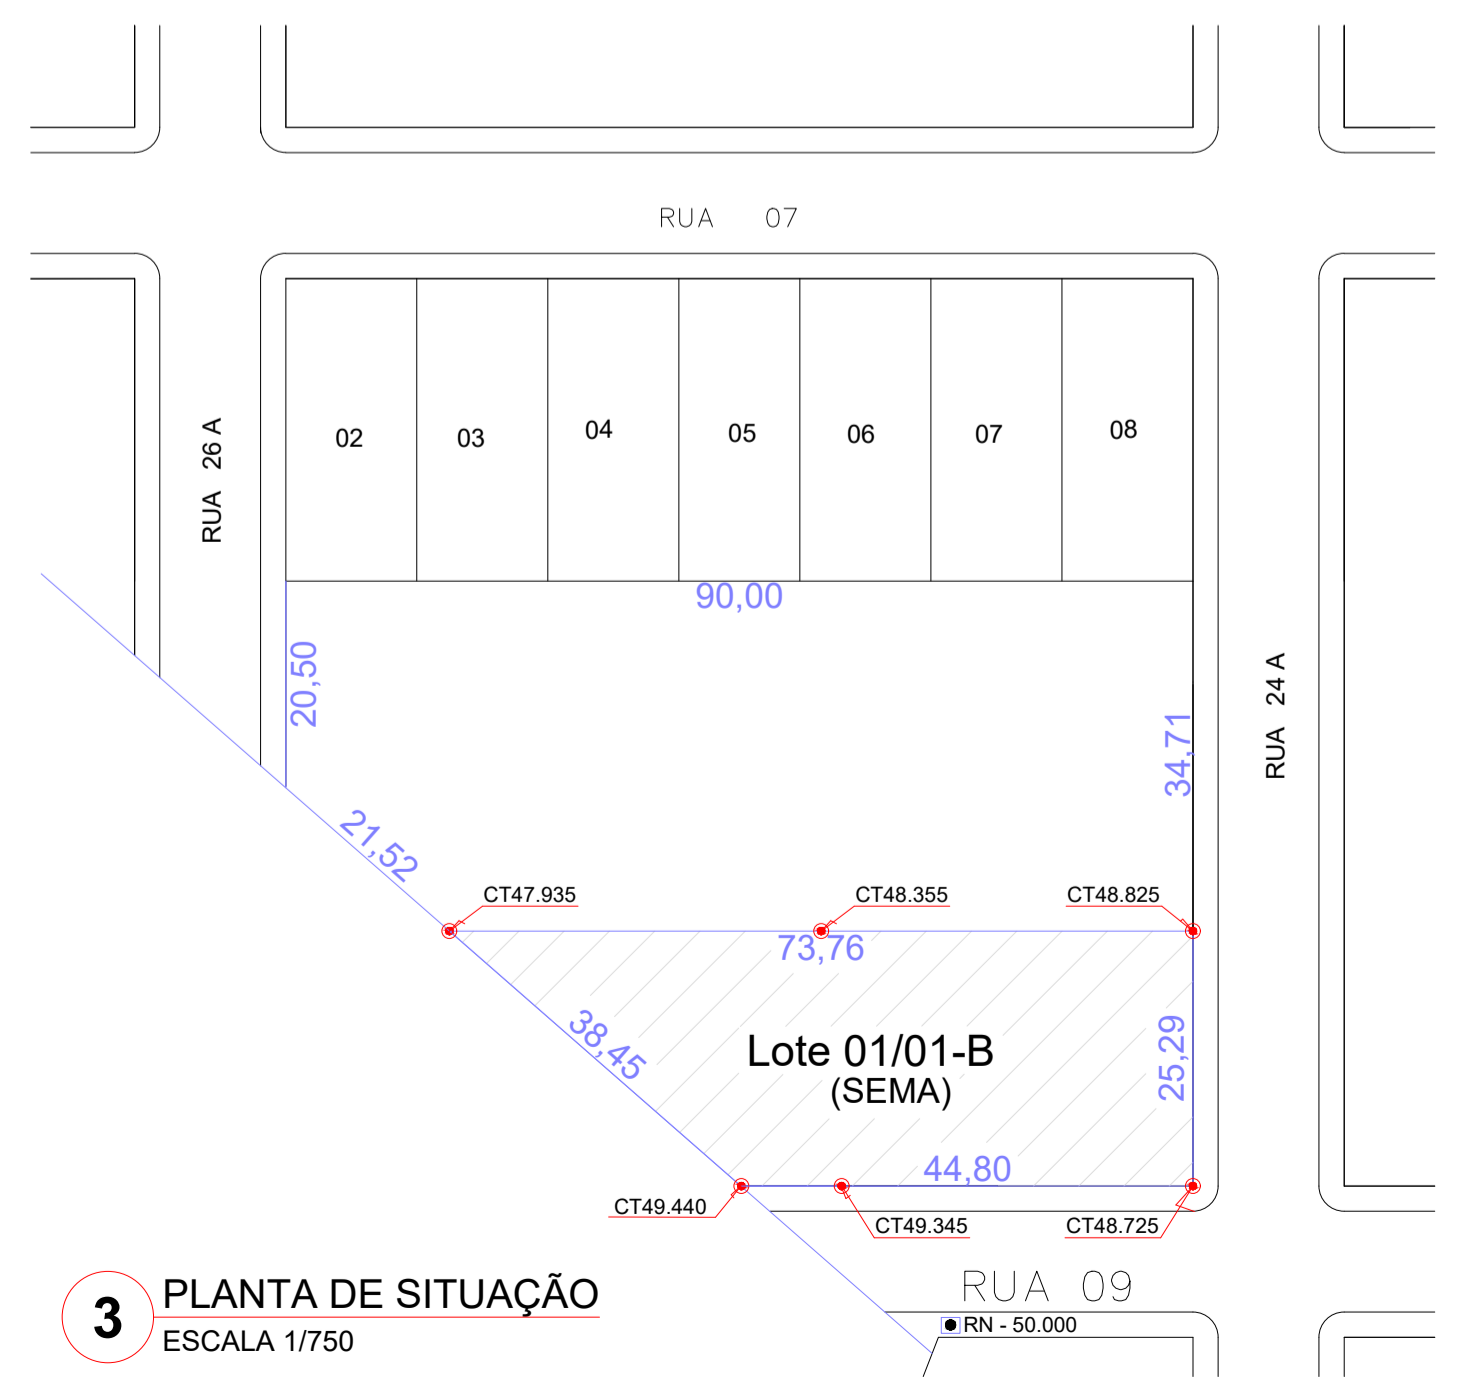 RUA 07
02
03
04
05
06
07
08
RUA 26 A
RUA 24 A
90,00
20,50
34,71
21,52
CT47.935
CT48.355
CT48.825
73,76
38,45
Lote 01/01-B
(SEMA)
25,29
44,80
CT49.440
CT49.345
CT48.725
RUA 09
RN - 50.000
3
PLANTA DE SITUAÇÃO
ESCALA 1/750